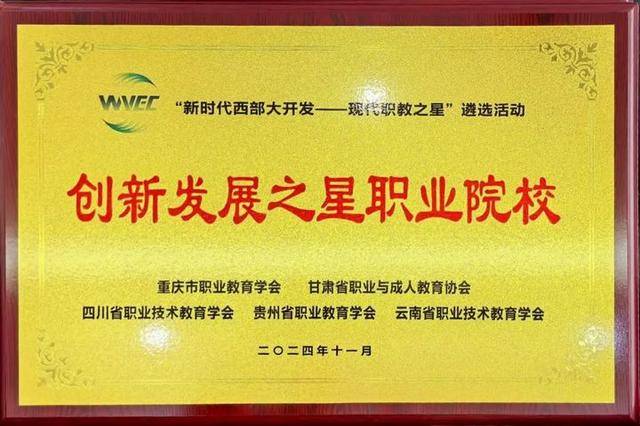 WVEC “新时代西部大开发——现代职教之星”遴选活动
创新发展之星职业院校
重庆市职业教育学会 甘肃省职业与成人教育协会
四川省职业技术教育学会 贵州省职业教育学会 云南省职业技术教育学会
二〇二四年十一月